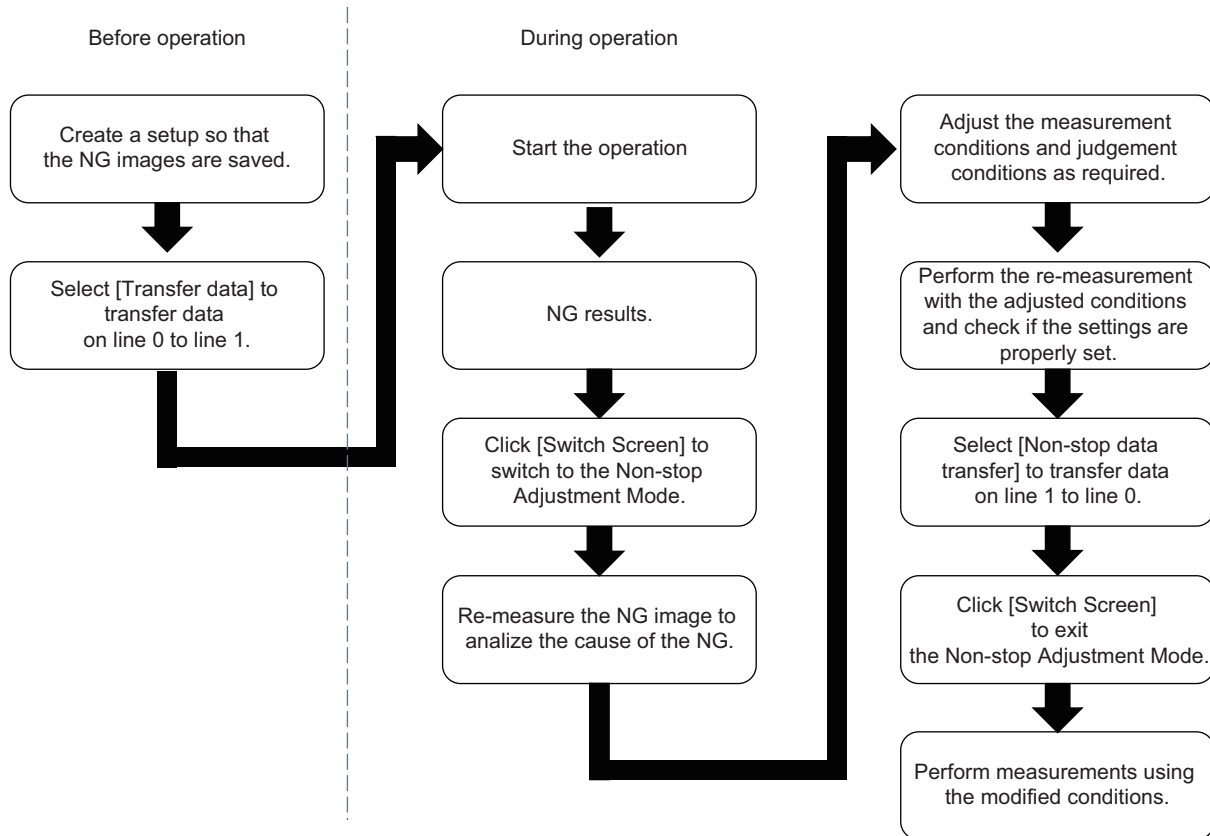 Before operation
During operation
Create a setup so that
the NG images are saved.
Select [Transfer data] to
transfer data
on line 0 to line 1.
Start the operation
NG results.
Click [Switch Screen] to
switch to the Non-stop
Adjustment Mode.
Re-measure the NG image to
analize the cause of the NG.
Adjust the measurement
conditions and judgement
conditions as required.
Perform the re-measurement
with the adjusted conditions
and check if the settings are
properly set.
Select [Non-stop data
transfer] to transfer data
on line 1 to line 0.
Click [Switch Screen]
to exit
the Non-stop Adjustment Mode.
Perform measurements using
the modified conditions.